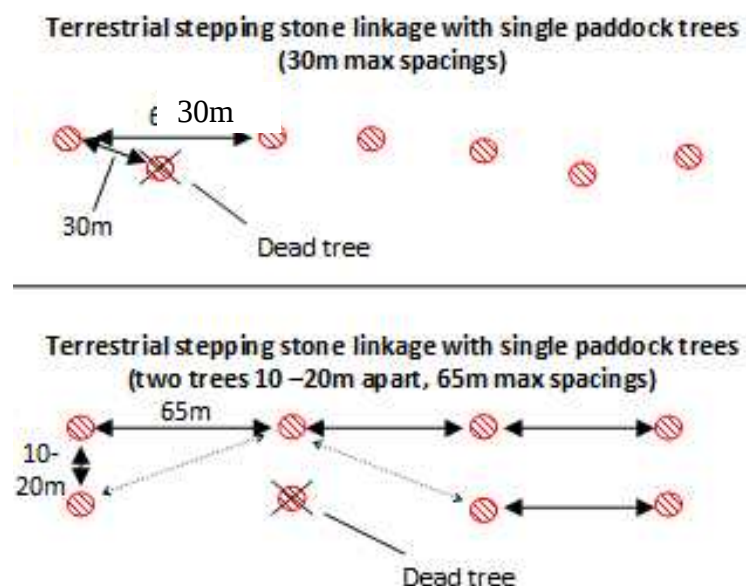 Terrestrial stepping stone linkage with single paddock trees
(30m max spacings)
30m
30m
Dead tree
Terrestrial stepping stone linkage with single paddock trees
(two trees 10 –20m apart, 65m max spacings)
65m
10-
20m
Dead tree